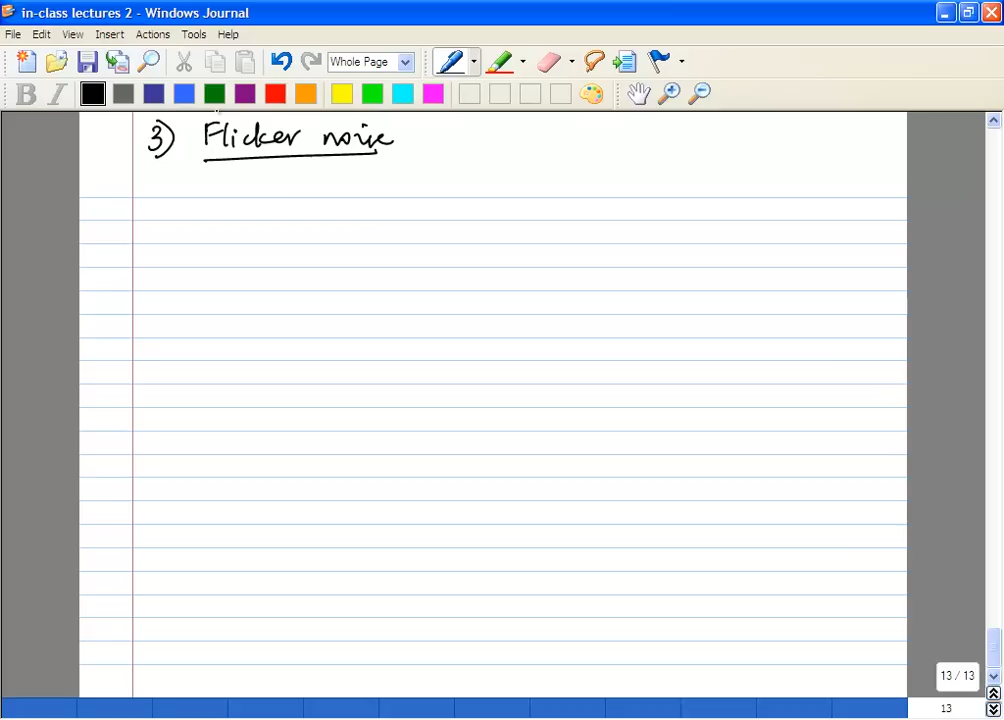 in-class lectures 2 - Windows Journal
File Edit View Insert Actions Tools Help
Whole Page
B I
3) Flicker noise
13 / 13
13